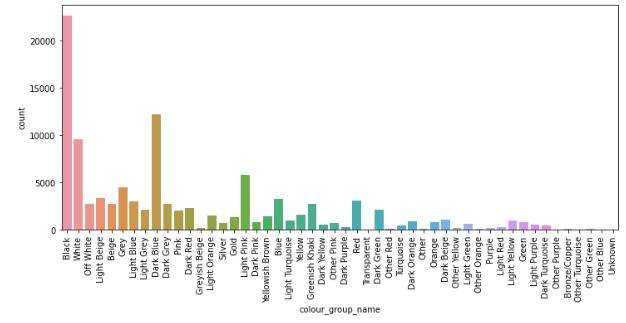 20000
15000
10000
5000
0
count
Black
White
Off White
Light Beige
Beige
Grey
Light Blue
Light Grey
Dark Blue
Dark Grey
Pink
Dark Red
Greyish Beige
Light Orange
Silver
Gold
Light Pink
Dark Pink
Yellowish Brown
Blue
Light Turquoise
Yellow
Greenish Khaki
Dark Yellow
Other Pink
Dark Purple
Red
Transparent
Dark Green
Other Red
Turquoise
Dark Orange
Other
Orange
Dark Beige
Other Yellow
Light Green
Other Orange
Purple
Light Red
Light Yellow
Green
Light Purple
Dark Turquoise
Other Purple
Bronze/Copper
Other Turquoise
Other Green
Other Blue
Unknown
colour_group_name